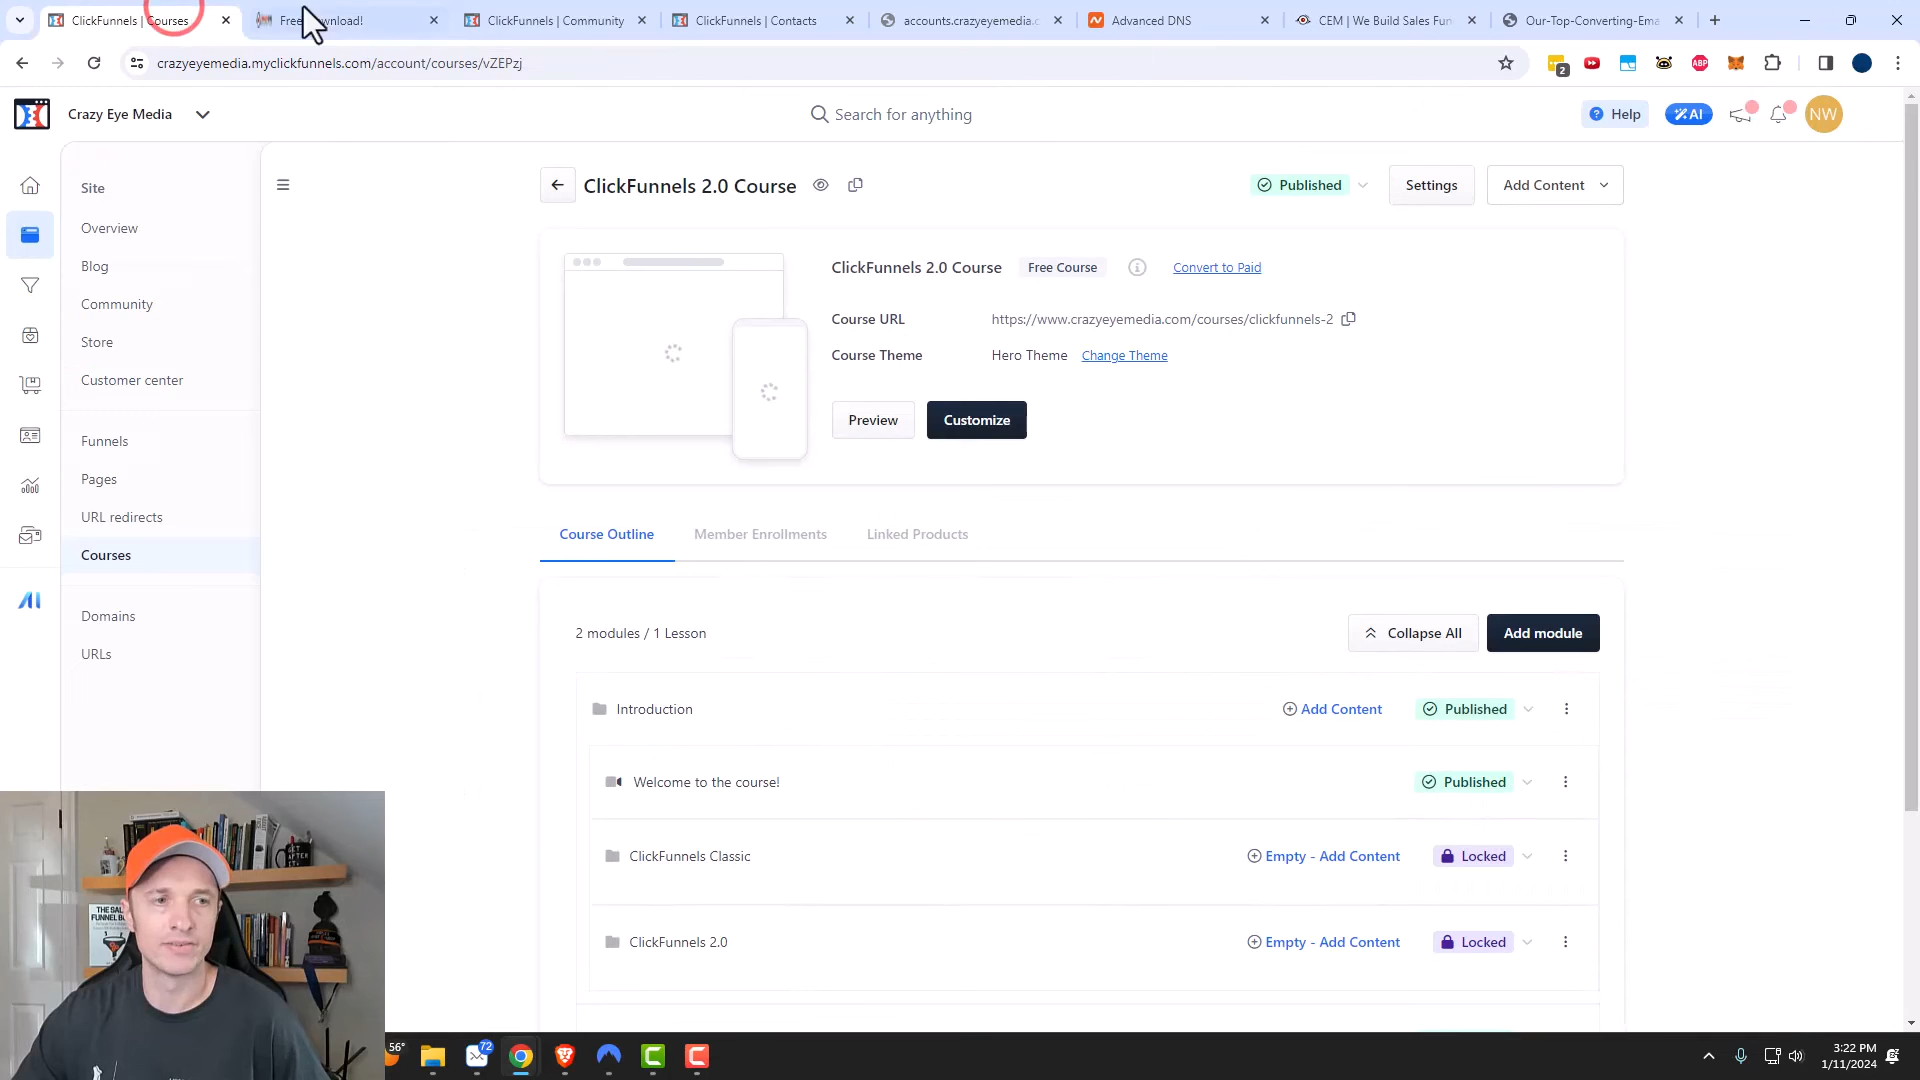 ClickFunnels | Courses
Free Download!
ClickFunnels | Community
ClickFunnels | Contacts
accounts.crazyeyemedia.c
Advanced DNS
CEM | We Build Sales Fun
Our-Top-Converting-Ema
crazyeyemedia.myclickfunnels.com/account/courses/vZEPzj
2
ABP
Crazy Eye Media
Search for anything
Help
AI
NW
Site
Overview
Blog
Community
Store
Customer center
Funnels
Pages
URL redirects
Courses
Domains
URLs
AI
ClickFunnels 2.0 Course
Published
Settings
Add Content
ClickFunnels 2.0 Course
Free Course
Convert to Paid
Course URL
https://www.crazyeyemedia.com/courses/clickfunnels-2
Course Theme
Hero Theme
Change Theme
Preview
Customize
Course Outline
Member Enrollments
Linked Products
2 modules / 1 Lesson
Collapse All
Add module
Introduction
Add Content
Published
Welcome to the course!
Published
ClickFunnels Classic
Empty - Add Content
Locked
ClickFunnels 2.0
Empty - Add Content
Locked
GET AFTER IT
56°
72
3:22 PM
1/11/2024